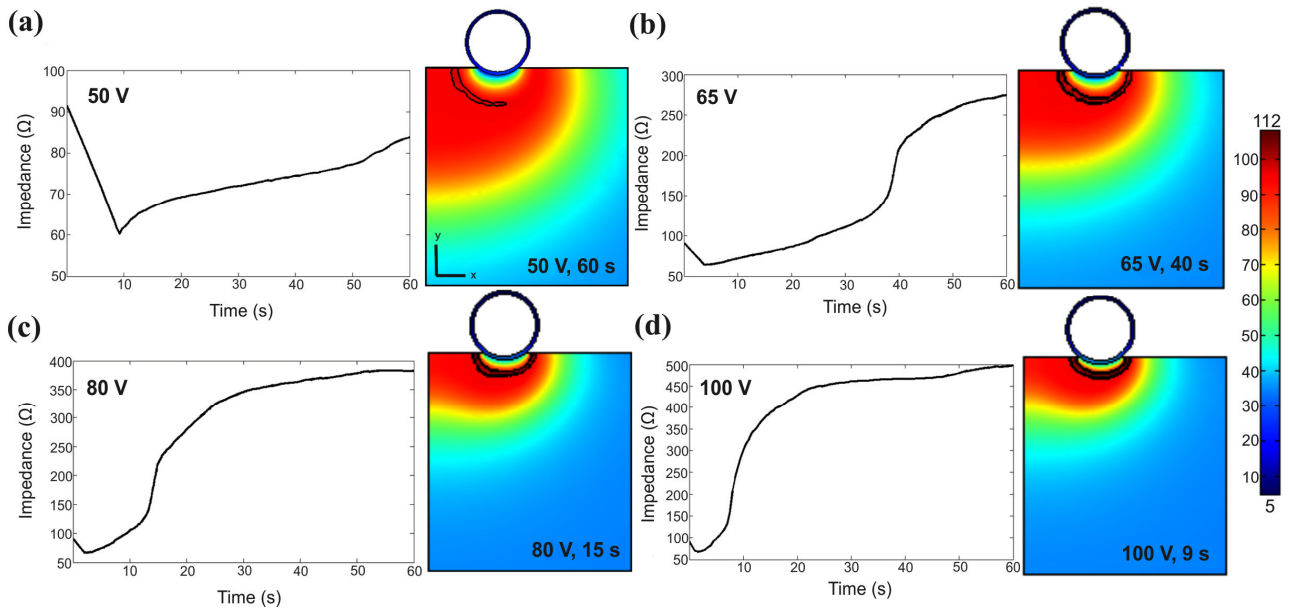 (a)
50 V
Impedance (Ω)
100
90
80
70
60
50
10 20 30 40 50 60
Time (s)
y
x
50 V, 60 s
(b)
65 V
Impedance (Ω)
300
250
200
150
100
50
10 20 30 40 50 60
Time (s)
65 V, 40 s
(c)
80 V
Impedance (Ω)
400
350
300
250
200
150
100
50
10 20 30 40 50 60
Time (s)
80 V, 15 s
(d)
100 V
Impedance (Ω)
500
450
400
350
300
250
200
150
100
50
10 20 30 40 50 60
Time (s)
100 V, 9 s
112
100
90
80
70
60
50
40
30
20
10
5